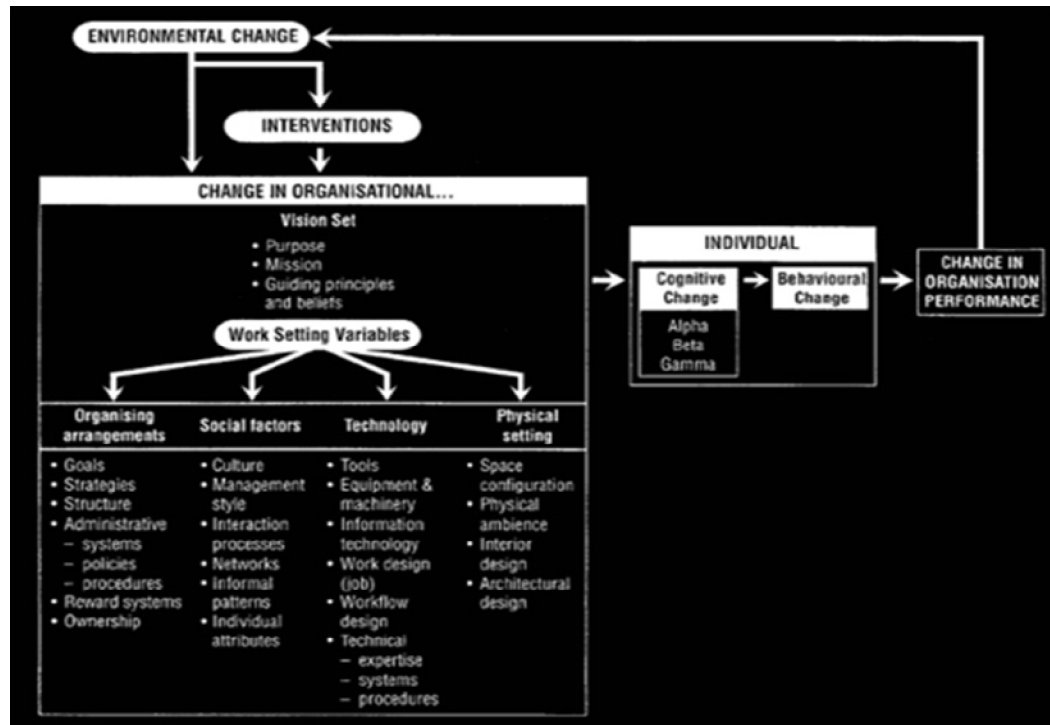 ENVIRONMENTAL CHANGE
INTERVENTIONS
CHANGE IN ORGANISATIONAL...
Vision Set
• Purpose
• Mission
• Guiding principles
and beliefs
Work Setting Variables
Organising
arrangements
• Goals
• Strategies
• Structure
• Administrative
– systems
– policies
– procedures
• Reward systems
• Ownership
Social factors
• Culture
• Management
style
• Interaction
processes
• Networks
• Informal
patterns
• Individual
attributes
Technology
• Tools
• Equipment &
machinery
• Information
technology
• Work design
(job)
• Workflow
design
• Technical
– expertise
– systems
– procedures
Physical
setting
• Space
configuration
• Physical
ambience
• Interior
design
• Architectural
design
INDIVIDUAL
Cognitive
Change
Alpha
Beta
Gamma
Behavioural
Change
CHANGE IN
ORGANISATION
PERFORMANCE